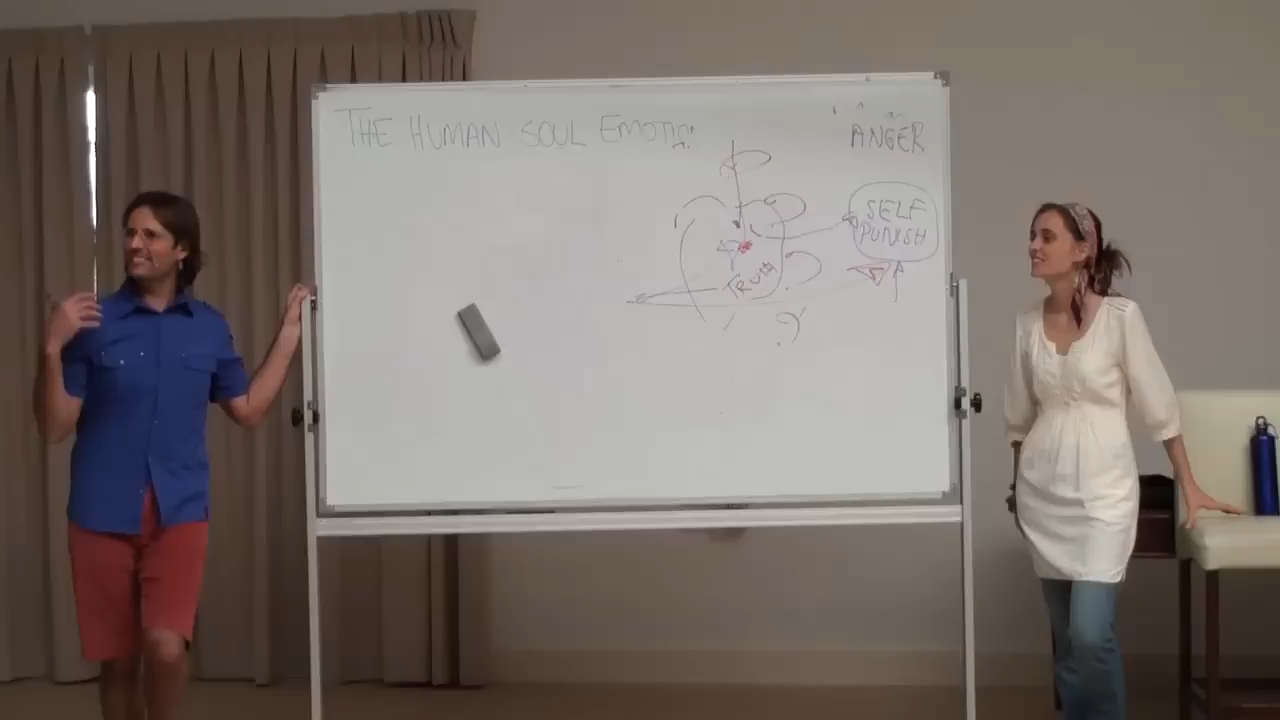 THE HUMAN SOUL EMOTIO
ANGER
SELF
PUNISH
TRUTH
?